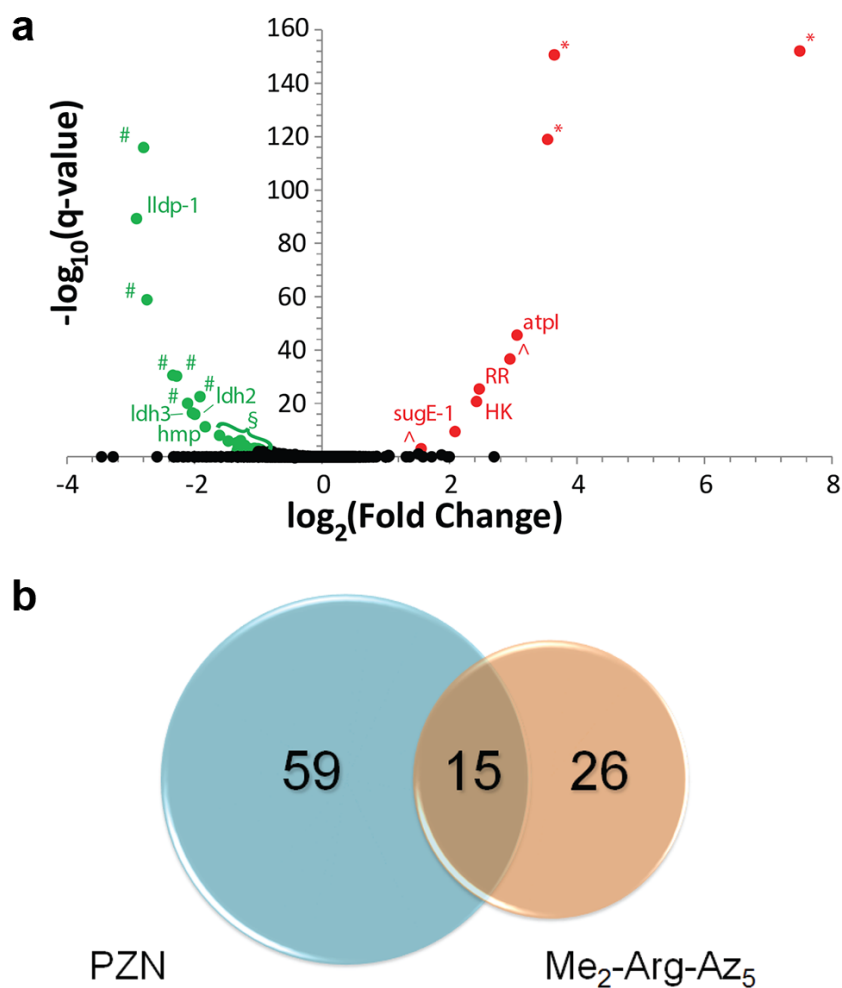 a
160
140
120
100
80
60
40
20
-log10(q-value)
* *
*
#
lldp-1
#
# #
#
#
ldh2
ldh3
§
hmp
atpI
^
RR
HK
sugE-1
^
-4 -2 0 2 4 6 8
log2(Fold Change)
b
59 15 26
PZN Me2-Arg-Az5